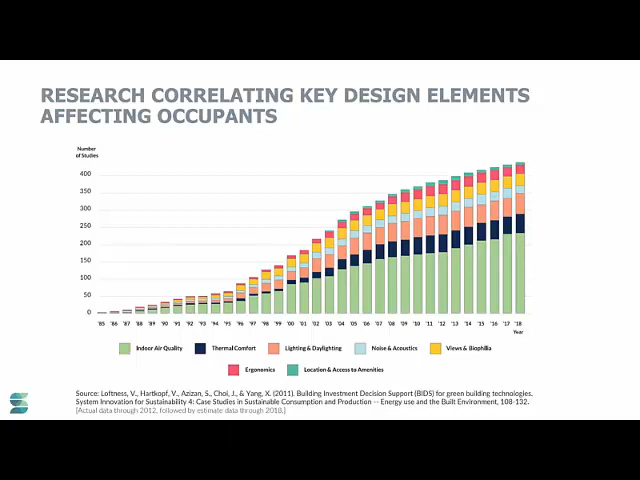 RESEARCH CORRELATING KEY DESIGN ELEMENTS
AFFECTING OCCUPANTS
Number
of Studies
400
350
300
250
200
150
100
50
0
'85 '86 '87 '88 '89 '90 '91 '92 '93 '94 '95 '96 '97 '98 '99 '00 '01 '02 '03 '04 '05 '06 '07 '08 '09 '10 '11 '12 '13 '14 '15 '16 '17 '18
Year
Indoor Air Quality Thermal Comfort Lighting & Daylighting Noise & Acoustics Views & Biophilia
Ergonomics Location & Access to Amenities
Source: Loftness, V., Hartkopf, V., Azizan, S., Choi, J., & Yang, X. (2011). Building Investment Decision Support (BIDS) for green building technologies.
System Innovation for Sustainability 4: Case Studies in Sustainable Consumption and Production -- Energy use and the Built Environment, 108-132.
[Actual data through 2012, followed by estimate data through 2018.]